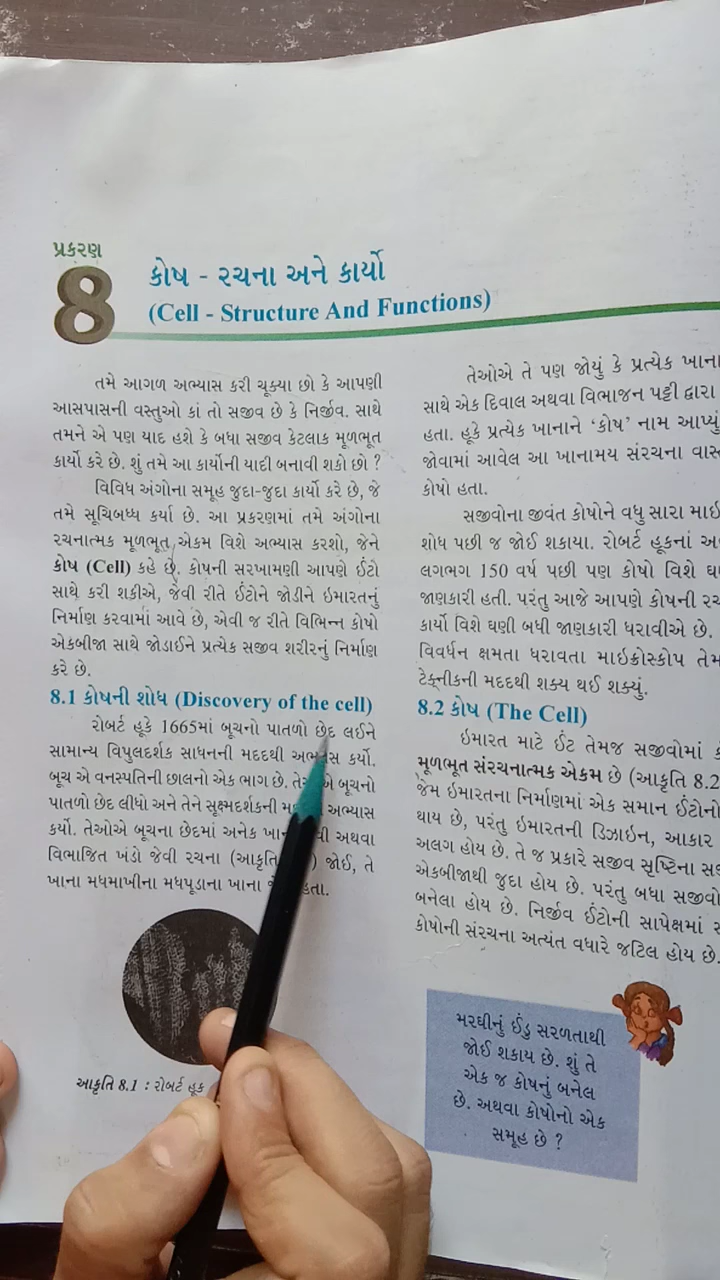 પ્રકરણ
8
કોષ - રચના અને કાર્યો
(Cell - Structure And Functions)
તમે આગળ અભ્યાસ કરી ચૂક્યા છો કે આપણી
આસપાસની વસ્તુઓ કાં તો સજીવ છે કે નિર્જીવ. સાથે
તમને એ પણ યાદ હશે કે બધા સજીવ કેટલાક મૂળભૂત
કાર્યો કરે છે. શું તમે આ કાર્યોની યાદી બનાવી શકો છો ?
વિવિધ અંગોના સમૂહ જુદા-જુદા કાર્યો કરે છે, જે
તમે સૂચિબધ્ધ કર્યા છે. આ પ્રકરણમાં તમે અંગોના
રચનાત્મક મૂળભૂત એકમ વિશે અભ્યાસ કરશો, જેને
કોષ (Cell) કહે છે. કોષની સરખામણી આપણે ઈંટો
સાથે કરી શકીએ, જેવી રીતે ઈંટોને જોડીને ઇમારતનું
નિર્માણ કરવામાં આવે છે, એવી જ રીતે વિભિન્ન કોષો
એકબીજા સાથે જોડાઈને પ્રત્યેક સજીવ શરીરનું નિર્માણ
કરે છે.
8.1 કોષની શોધ (Discovery of the cell)
રોબર્ટ હૂકે 1665માં બૂચનો પાતળો છેદ લઈને
સામાન્ય વિપુલદર્શક સાધનની મદદથી અભ્યાસ કર્યો.
બૂચ એ વનસ્પતિની છાલનો એક ભાગ છે. બૂચનો
પાતળો છેદ લીધો અને તેને સૂક્ષ્મદર્શકની અભ્યાસ
કર્યો. તેઓએ બૂચના છેદમાં અનેક અથવા
વિભાજિત ખંડો જેવી રચના (આકૃતિ ) જોઈ, તે
ખાના મધમાખીના મધપૂડાના ખાના
આકૃતિ 8.1 : રોબર્ટ હૂક
તેઓએ તે પણ જોયું કે પ્રત્યેક ખાના
સાથે એક દિવાલ અથવા વિભાજન પટ્ટી દ્વારા
હતા. હૂકે પ્રત્યેક ખાનાને ‘કોષ’ નામ આપ્યું
જોવામાં આવેલ આ ખાનામય સંરચના
કોષો હતા.
સજીવોના જીવંત કોષોને વધુ સારા
શોધ પછી જ જોઈ શકાયા. રોબર્ટ હૂકનાં
લગભગ 150 વર્ષ પછી પણ કોષો વિશે
જાણકારી હતી. પરંતુ આજે આપણે કોષની
કાર્યો વિશે ઘણી બધી જાણકારી ધરાવીએ છે.
વિવર્ધન ક્ષમતા ધરાવતા માઇક્રોસ્કોપ
ટેક્નીકની મદદથી શક્ય થઈ શક્યું.
8.2 કોષ (The Cell)
ઇમારત માટે ઈંટ તેમજ સજીવોમાં
મૂળભૂત સંરચનાત્મક એકમ છે (આકૃતિ 8.2
જેમ ઇમારતના નિર્માણમાં એક સમાન ઈંટોનો
થાય છે, પરંતુ ઇમારતની ડિઝાઇન, આકાર
અલગ હોય છે. તે જ પ્રકારે સજીવ સૃષ્ટિના
એકબીજાથી જુદા હોય છે. પરંતુ બધા સજીવો
બનેલા હોય છે. નિર્જીવ ઈંટોની સાપેક્ષમાં
કોષોની સંરચના અત્યંત વધારે જટિલ હોય છે.
મરઘીનું ઈંડુ સરળતાથી
જોઈ શકાય છે. શું તે
એક જ કોષનું બનેલ
છે. અથવા કોષોનો એક
સમૂહ છે ?